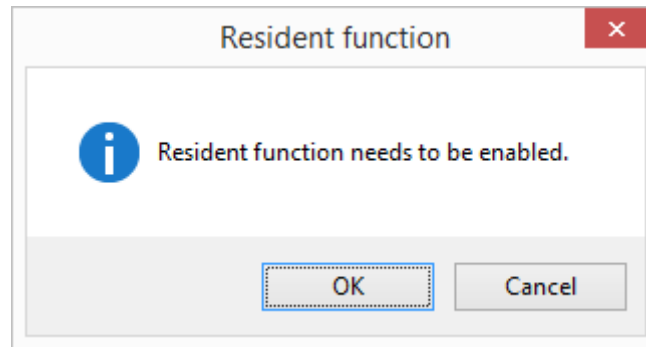 Resident function
Resident function needs to be enabled.
OK
Cancel